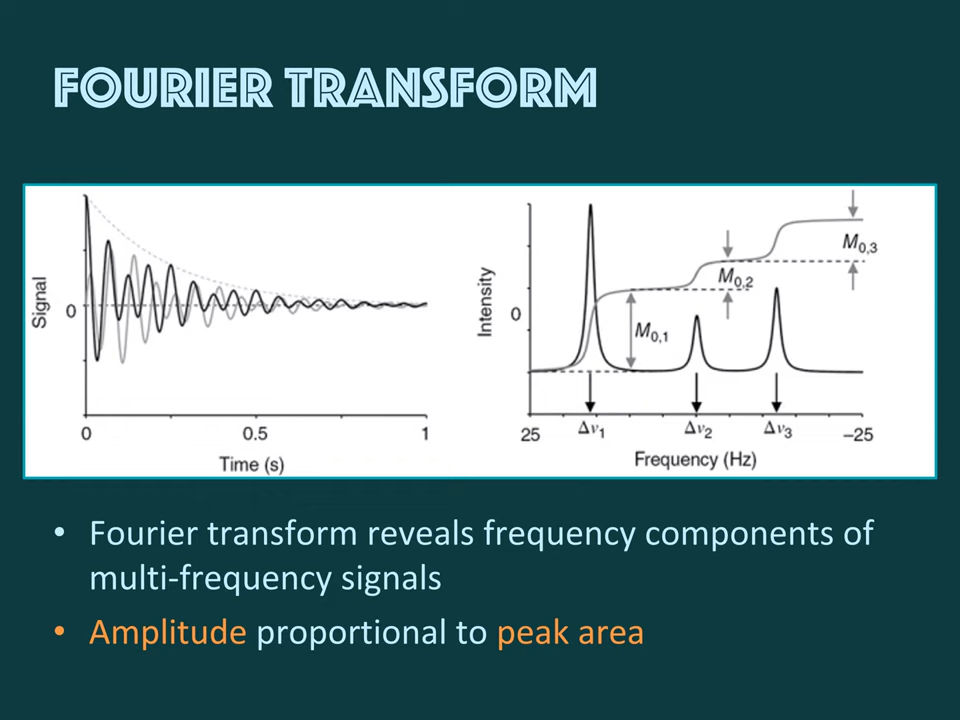 FOURIER TRANSFORM
Signal
0
0
0.5
1
Time (s)
Intensity
0
M0,1
M0,2
M0,3
Δν1
Δν2
Δν3
25
−25
Frequency (Hz)
• Fourier transform reveals frequency components of
multi-frequency signals
• Amplitude proportional to peak area